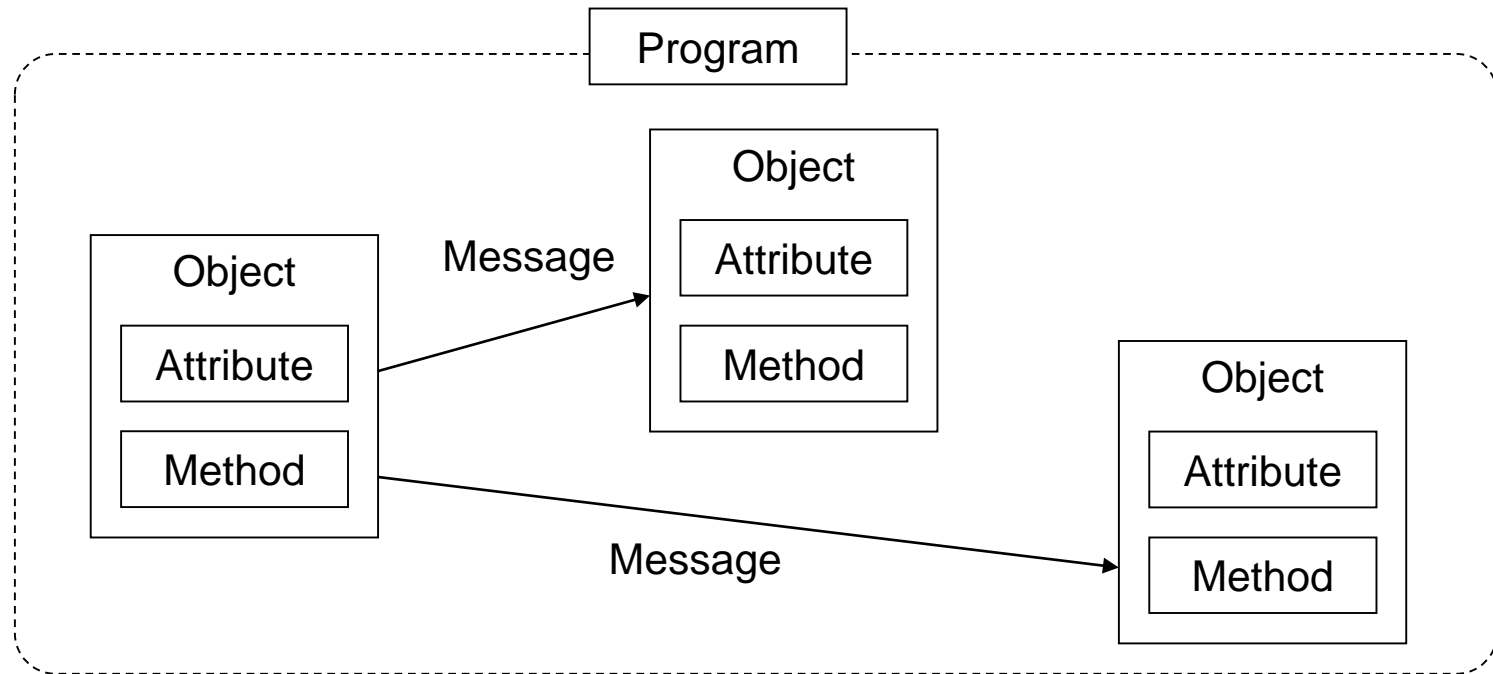 Program
Object
Attribute
Method
Message
Object
Attribute
Method
Message
Object
Attribute
Method